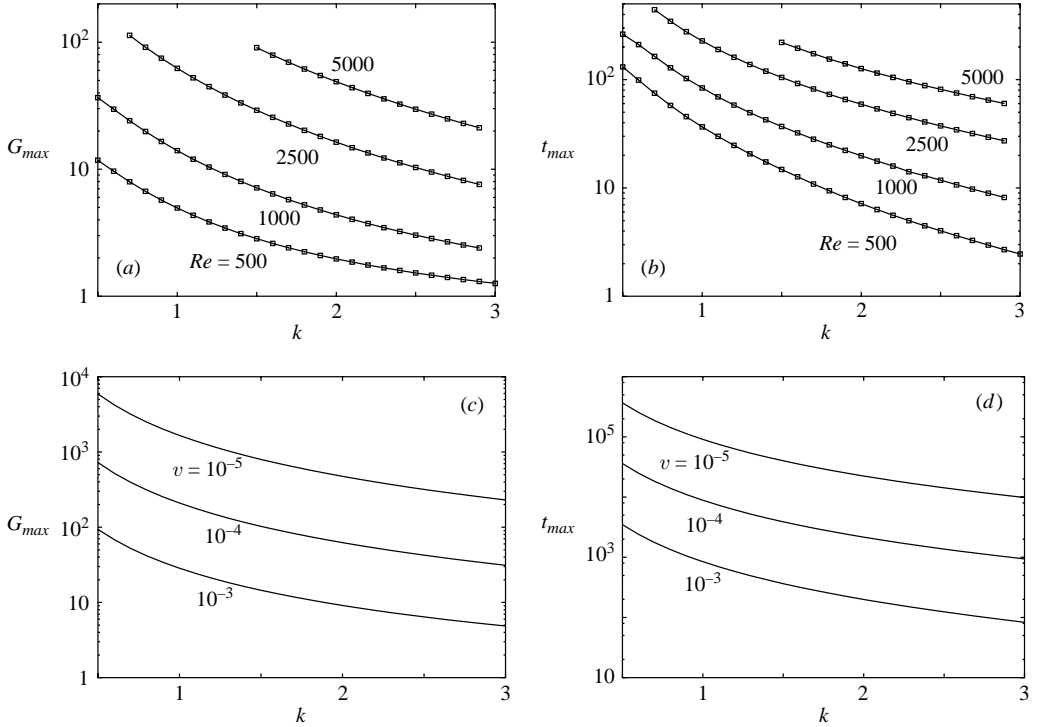 10²
G_max
10
1
5000
2500
1000
Re = 500
(a)
1
2
3
k
10²
t_max
10
1
5000
2500
1000
Re = 500
(b)
1
2
3
k
10⁴
10³
G_max
10²
10
1
(c)
v = 10⁻⁵
10⁻⁴
10⁻³
1
2
3
k
10⁵
t_max
10³
10
(d)
v = 10⁻⁵
10⁻⁴
10⁻³
1
2
3
k